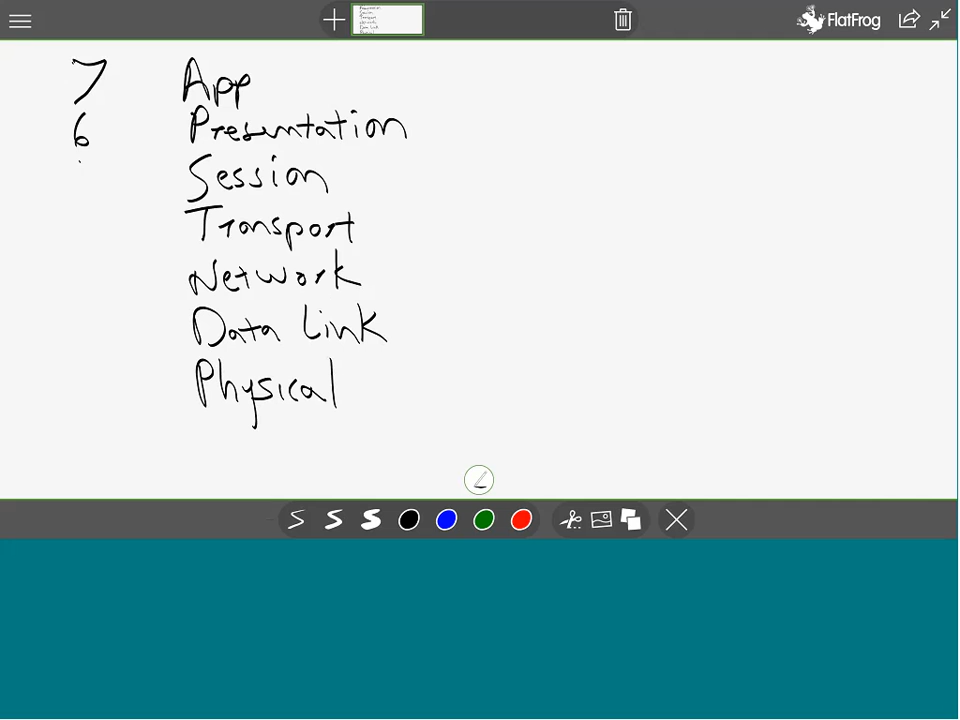 FlatFrog
7 App
6 Presentation
Session
Transport
Network
Data Link
Physical